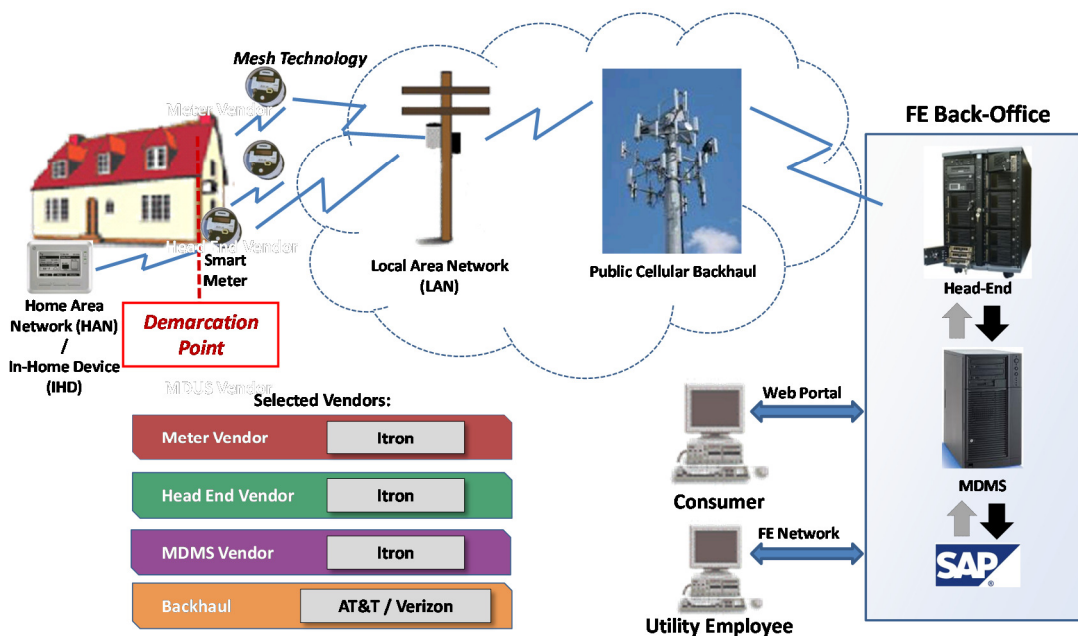 Mesh Technology
Meter Vendor
Head End Vendor
Smart
Meter
Home Area
Network (HAN)
/
In-Home Device
(IHD)
Demarcation
Point
Local Area Network
(LAN)
Public Cellular Backhaul
FE Back-Office
Head-End
MDMS
SAP
®
MDUS Vendor
Selected Vendors:
Meter Vendor
Itron
Head End Vendor
Itron
MDMS Vendor
Itron
Backhaul
AT&T / Verizon
Web Portal
Consumer
FE Network
Utility Employee